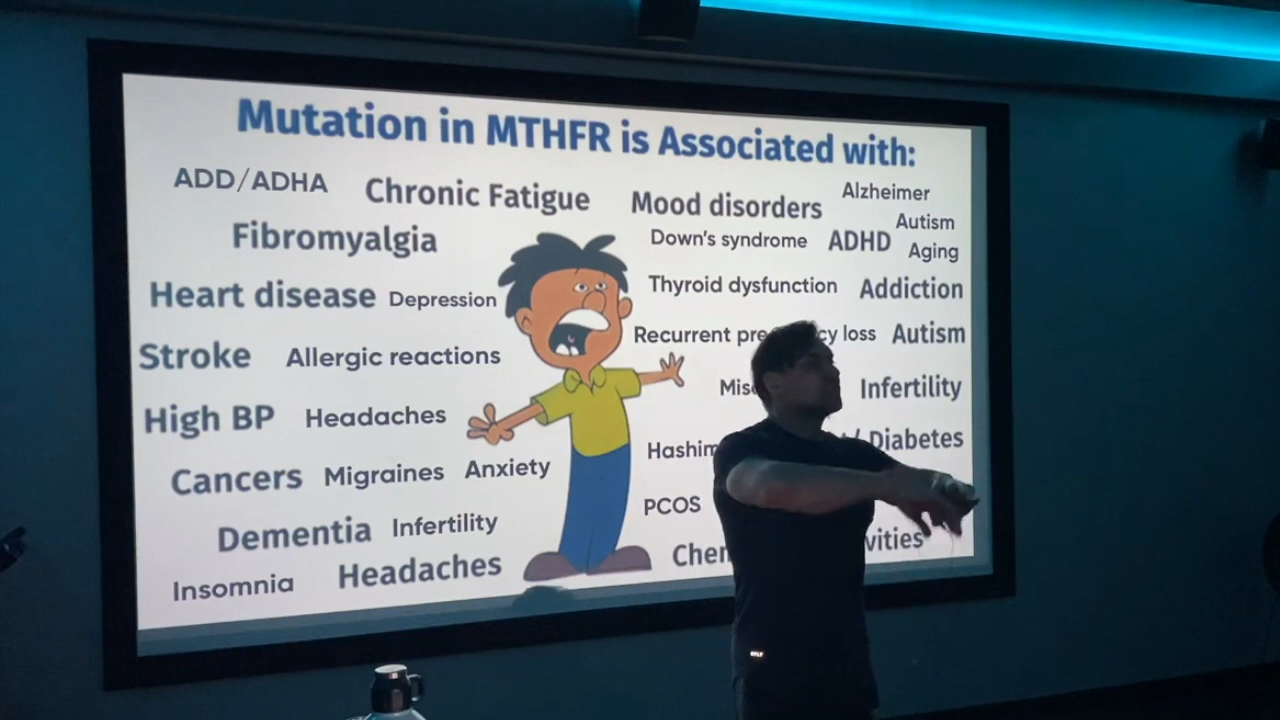 Mutation in MTHFR is Associated with:
ADD/ADHA
Chronic Fatigue
Mood disorders
Alzheimer
Fibromyalgia
Down's syndrome
ADHD
Autism
Aging
Heart disease
Depression
Thyroid dysfunction
Addiction
Stroke
Allergic reactions
Recurrent pre cy loss
Autism
High BP
Headaches
Infertility
Cancers
Migraines
Anxiety
Diabetes
Dementia
Infertility
PCOS
Insomnia
Headaches